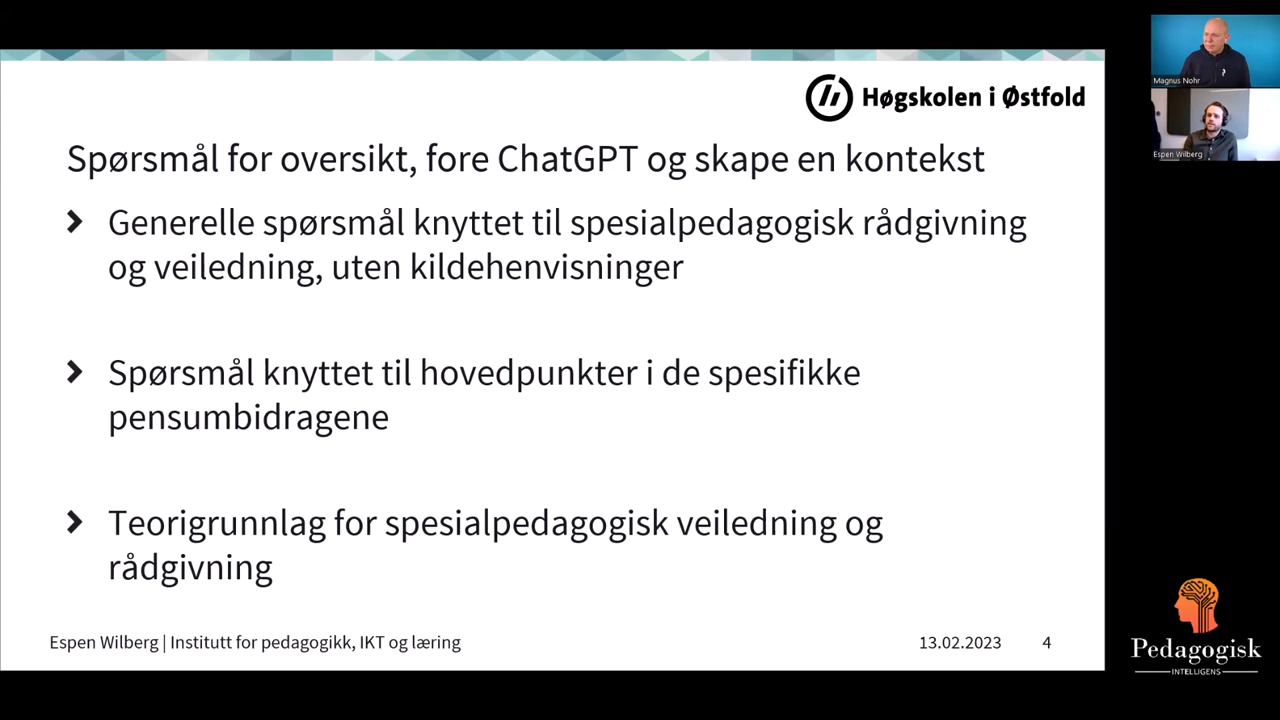 Høgskolen i Østfold
Spørsmål for oversikt, fore ChatGPT og skape en kontekst
Generelle spørsmål knyttet til spesialpedagogisk rådgivning
og veiledning, uten kildehenvisninger
Spørsmål knyttet til hovedpunkter i de spesifikke
pensumbidragene
Teorigrunnlag for spesialpedagogisk veiledning og
rådgivning
Espen Wilberg | Institutt for pedagogikk, IKT og læring
13.02.2023
4
Magnus Nohr
Espen Wilberg
Pedagogisk
INTELLIGENS